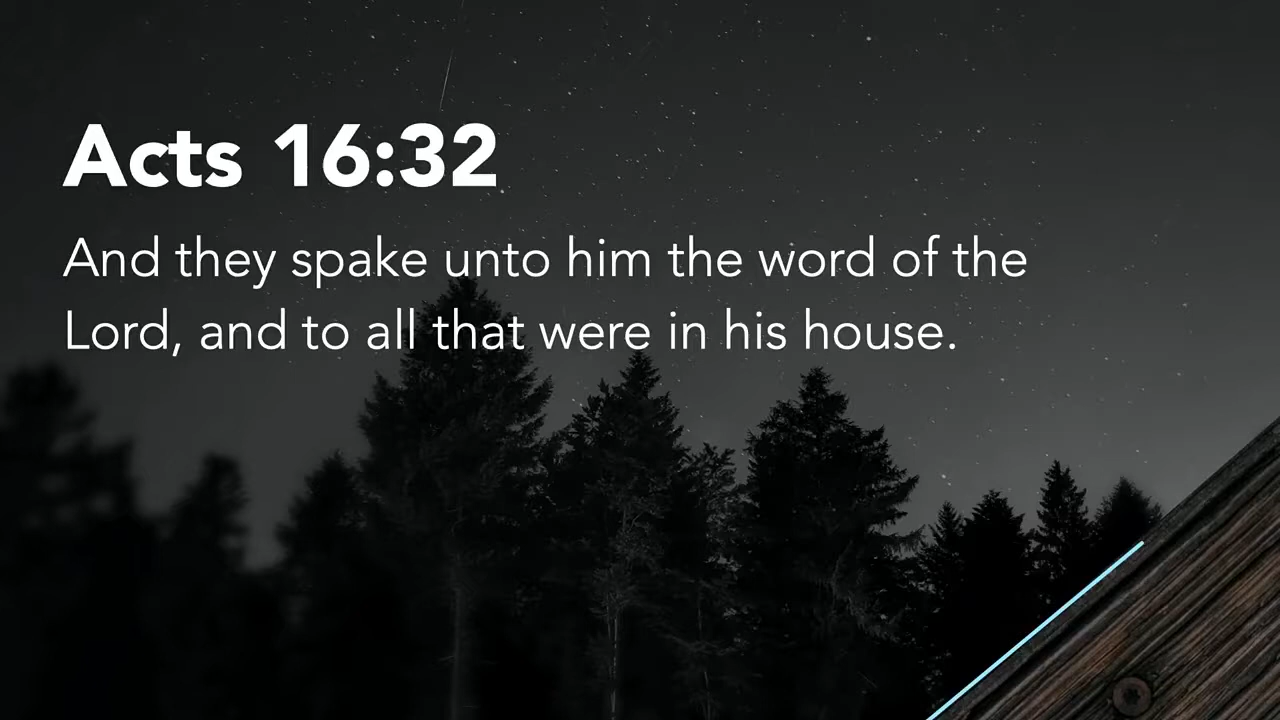 Acts 16:32
And they spake unto him the word of the
Lord, and to all that were in his house.